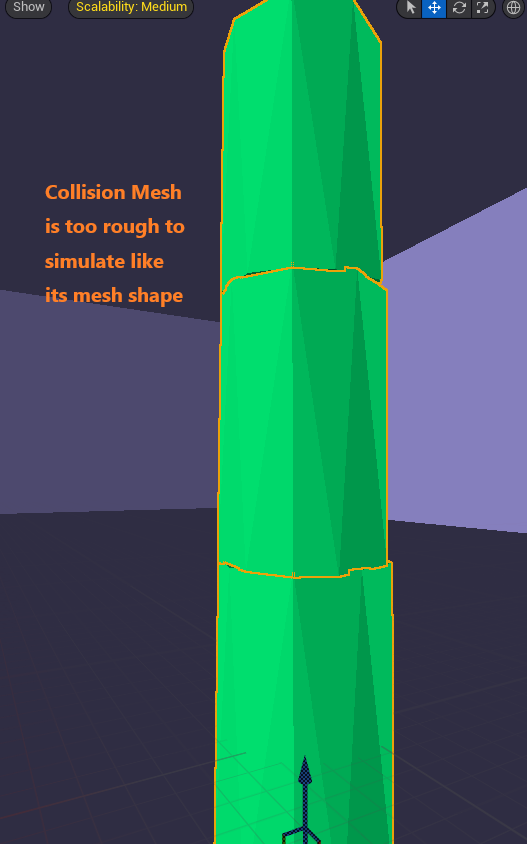 Show
Scalability: Medium
Collision Mesh
is too rough to
simulate like
its mesh shape